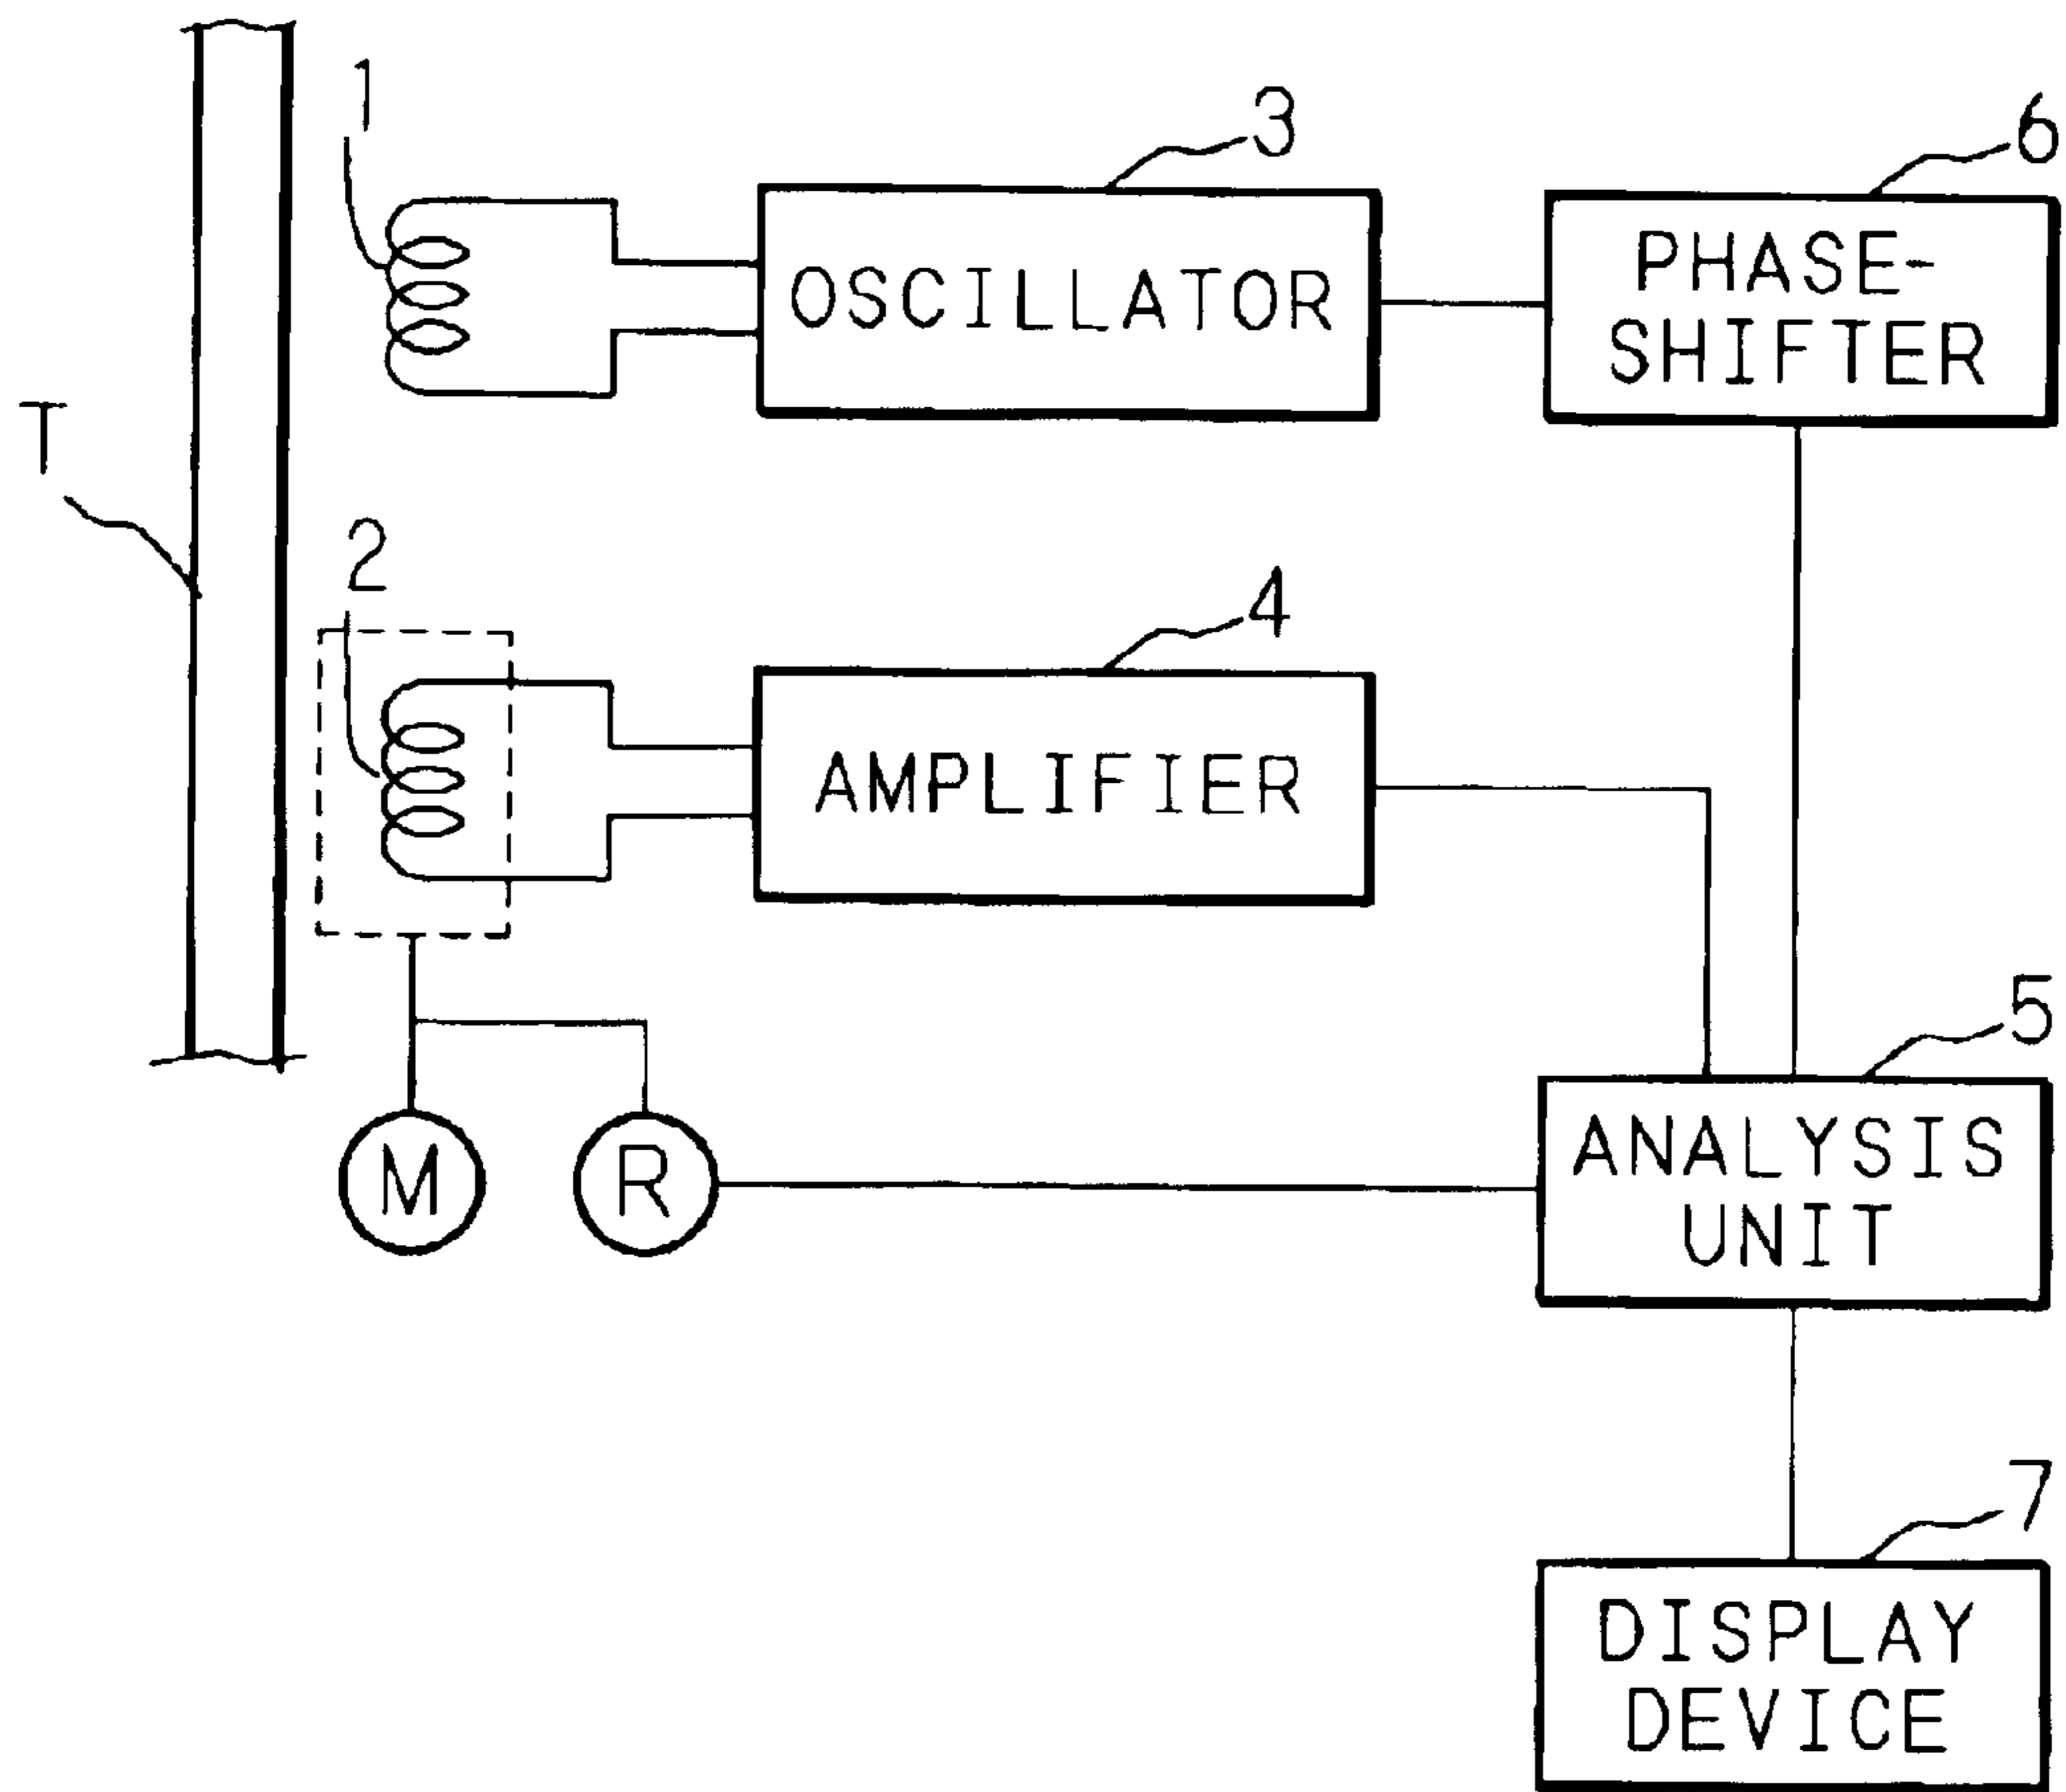 1
3
6
OSCILLATOR
PHASE-
SHIFTER
T
2
4
AMPLIFIER
5
M
R
ANALYSIS
UNIT
7
DISPLAY
DEVICE